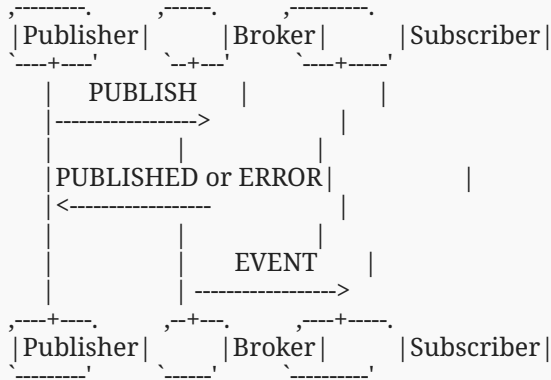 ,---------.          ,------.          ,----------.
|Publisher|          |Broker|          |Subscriber|
`----+----'          `--+---'          `----+-----'
     |     PUBLISH      |                   |
     |------------------>                   |
     |                  |                   |
     |PUBLISHED or ERROR|                   |
     |<------------------                   |
     |                  |                   |
     |                  |       EVENT       |
     |                  | ------------------>
,----+----.          ,--+---.          ,----+-----.
|Publisher|          |Broker|          |Subscriber|
`---------'          `------'          `----------'